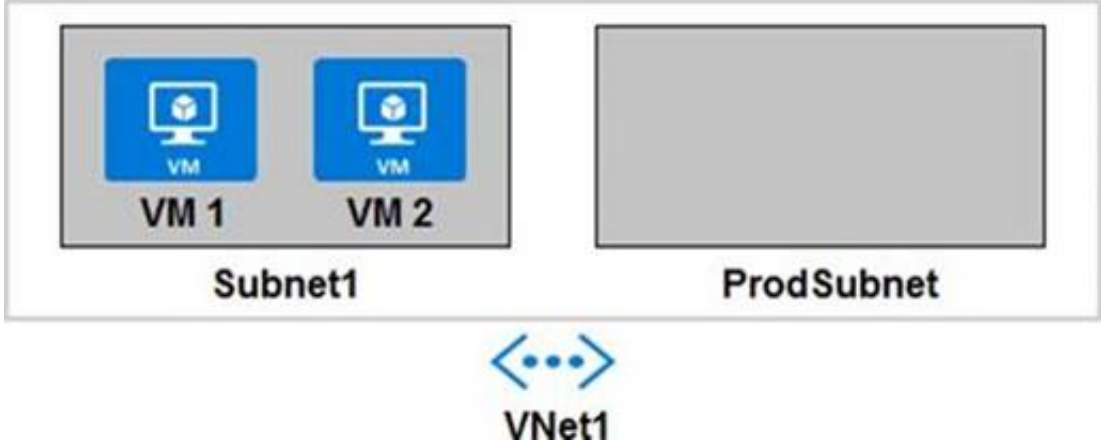 VM
VM
VM 1
VM 2
Subnet1
ProdSubnet
VNet1